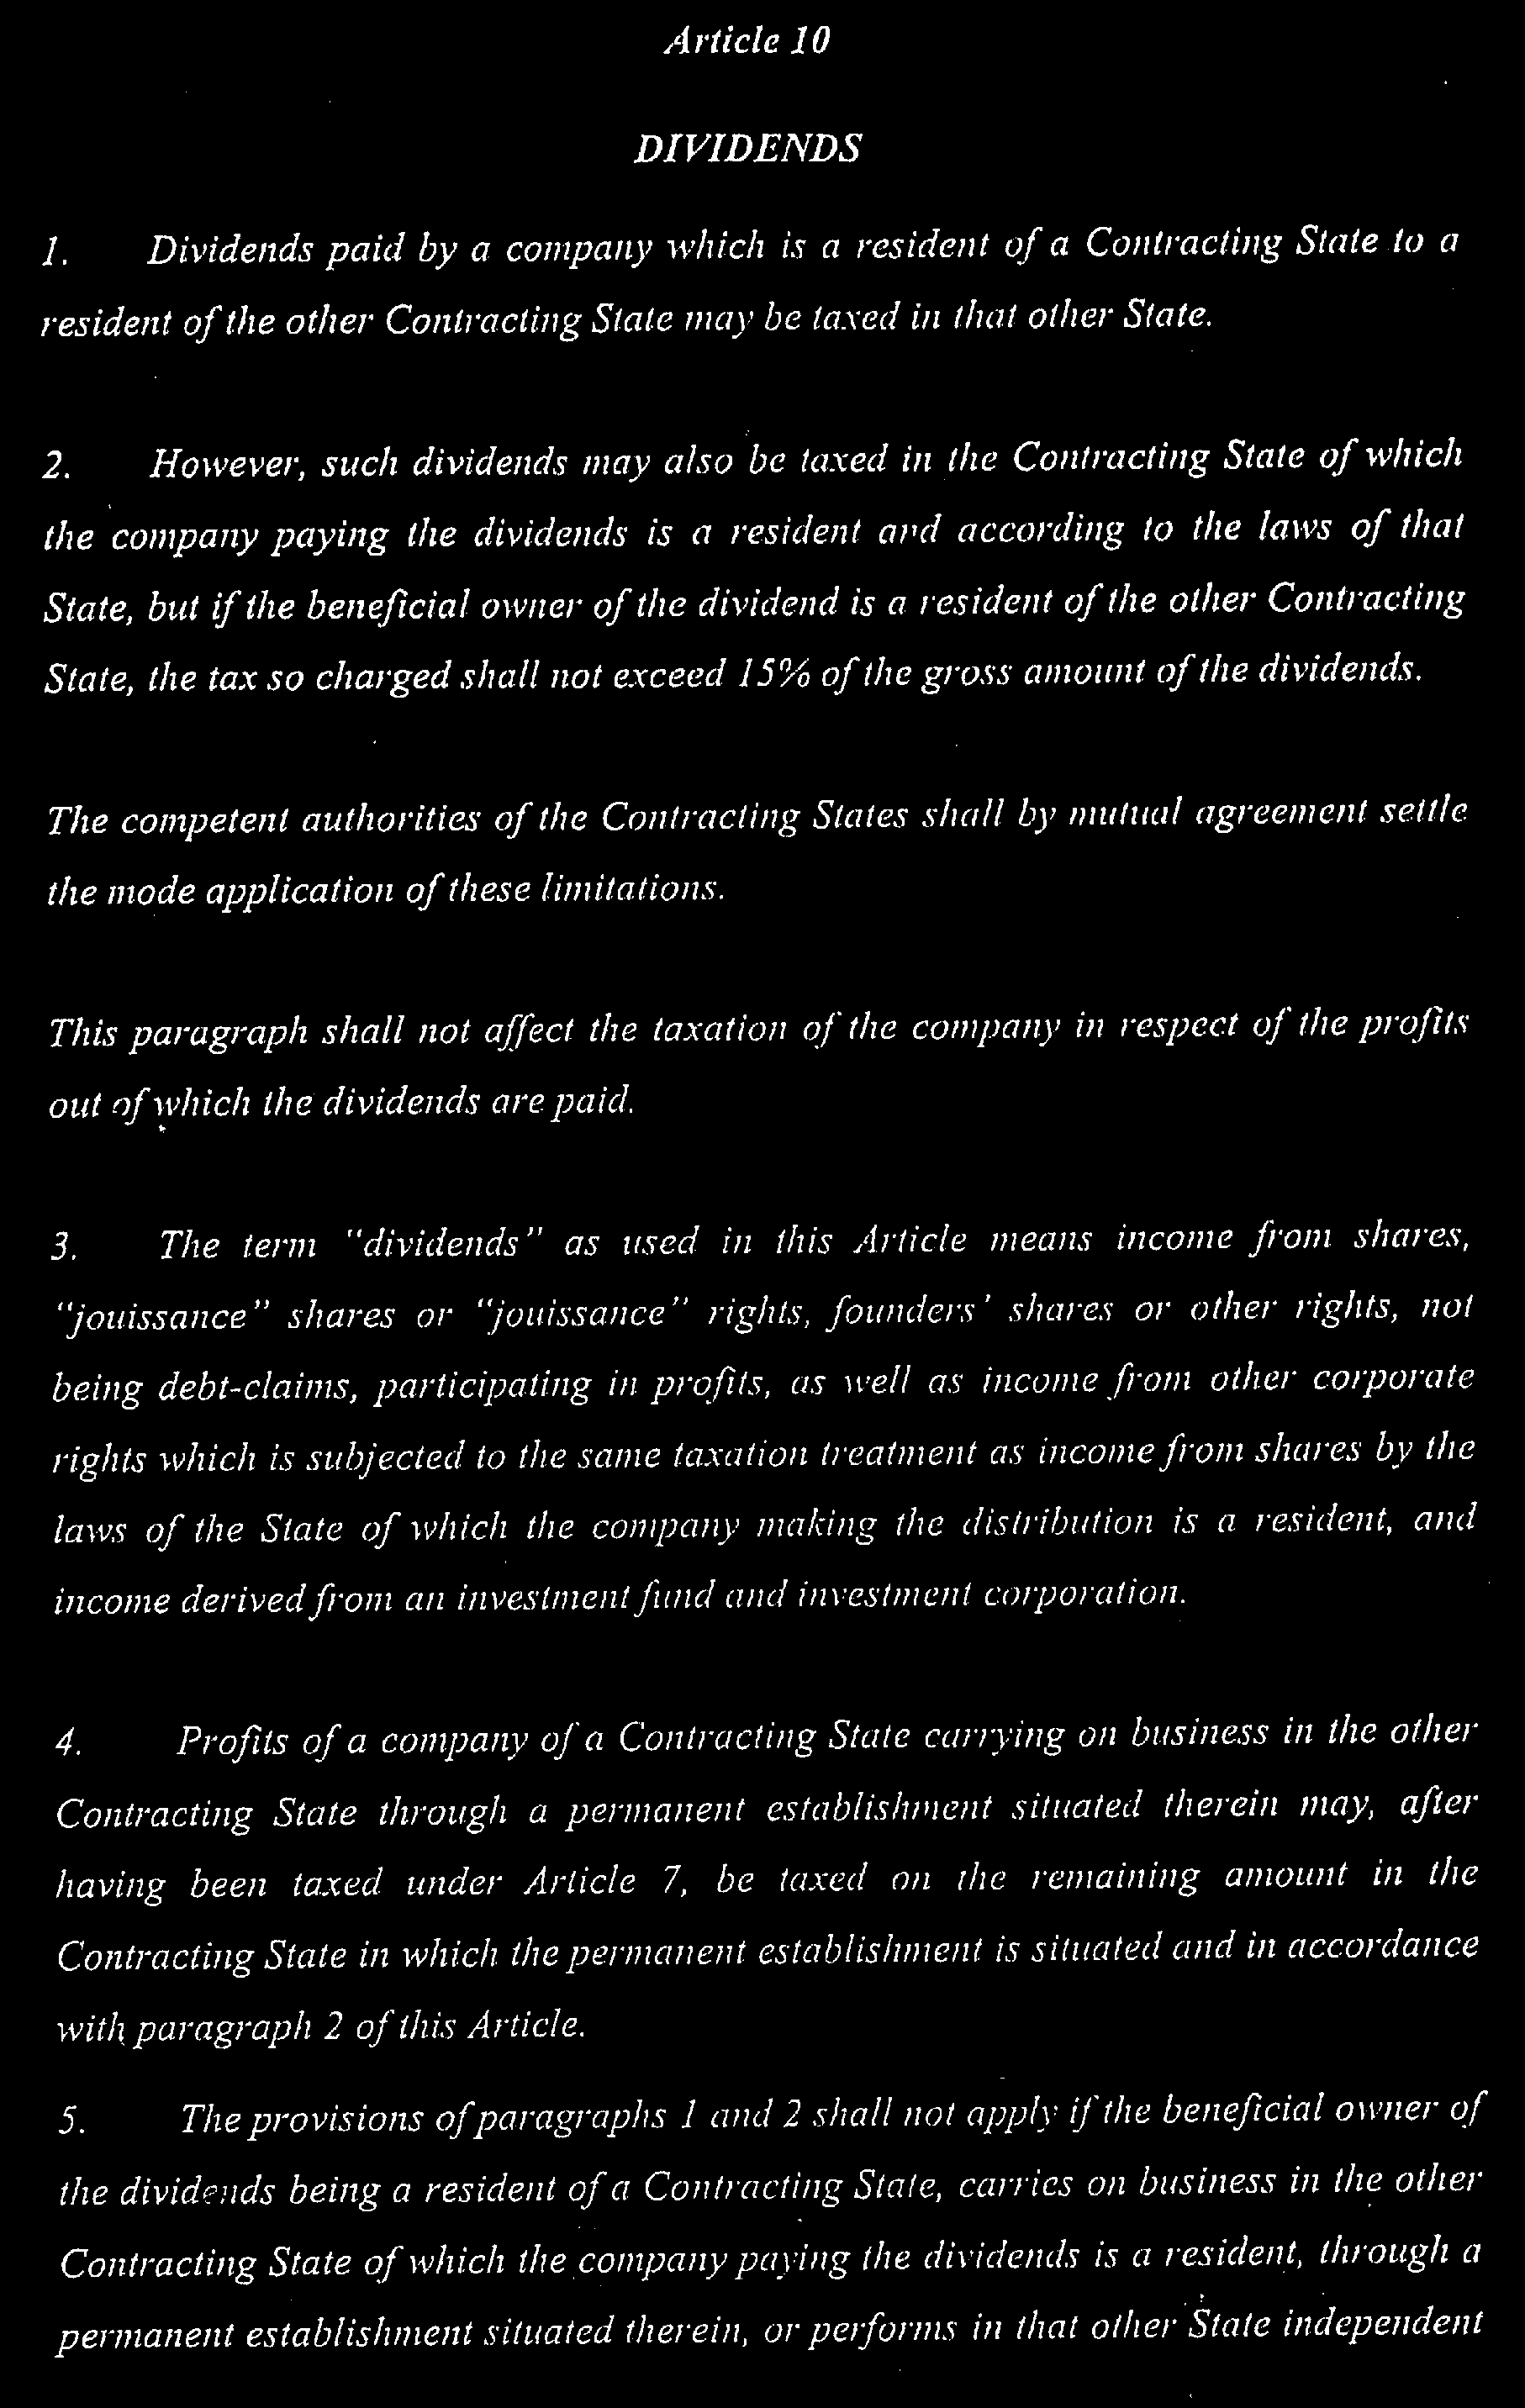 Article 10
DIVIDENDS
1. Dividends paid by a company which is a resident of a Contracting State to a
resident of the other Contracting State may be taxed in that other State.
2. However, such dividends may also be taxed in the Contracting State of which
the company paying the dividends is a resident and according to the laws of that
State, but if the beneficial owner of the dividend is a resident of the other Contracting
State, the tax so charged shall not exceed 15% of the gross amount of the dividends.
The competent authorities of the Contracting States shall by mutual agreement settle
the mode application of these limitations.
This paragraph shall not affect the taxation of the company in respect of the profits
out of which the dividends are paid.
3. The term "dividends" as used in this Article means income from shares,
"jouissance" shares or "jouissance" rights, founders' shares or other rights, not
being debt-claims, participating in profits, as well as income from other corporate
rights which is subjected to the same taxation treatment as income from shares by the
laws of the State of which the company making the distribution is a resident, and
income derived from an investment fund and investment corporation.
4. Profits of a company of a Contracting State carrying on business in the other
Contracting State through a permanent establishment situated therein may, after
having been taxed under Article 7, be taxed on the remaining amount in the
Contracting State in which the permanent establishment is situated and in accordance
with paragraph 2 of this Article.
5. The provisions of paragraphs 1 and 2 shall not apply if the beneficial owner of
the dividends being a resident of a Contracting State, carries on business in the other
Contracting State of which the company paying the dividends is a resident, through a
permanent establishment situated therein, or performs in that other State independent